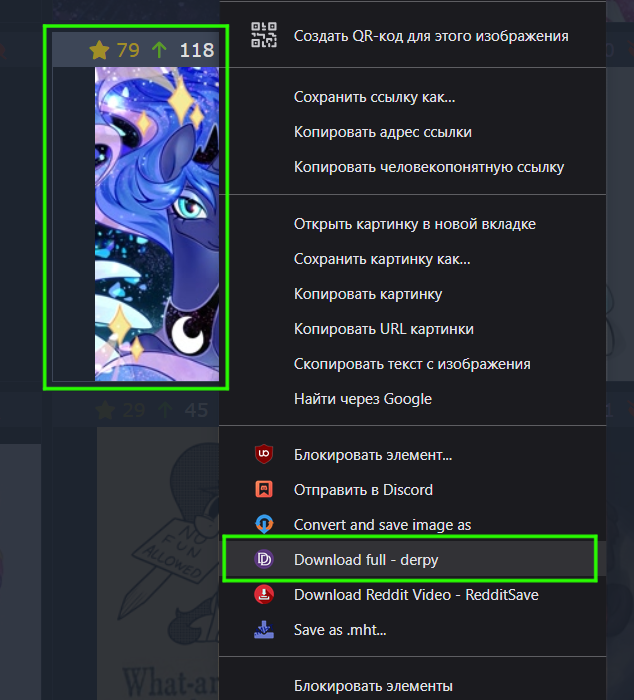 Создать QR-код для этого изображения
79 118
Сохранить ссылку как...
Копировать адрес ссылки
Копировать человекопонятную ссылку
Открыть картинку в новой вкладке
Сохранить картинку как...
Копировать картинку
Копировать URL картинки
Скопировать текст с изображения
Найти через Google
29 45
Блокировать элемент...
Отправить в Discord
Convert and save image as
NO
FUN
ALLOWED
Download full - derpy
Download Reddit Video - RedditSave
Save as .mht...
Блокировать элементы